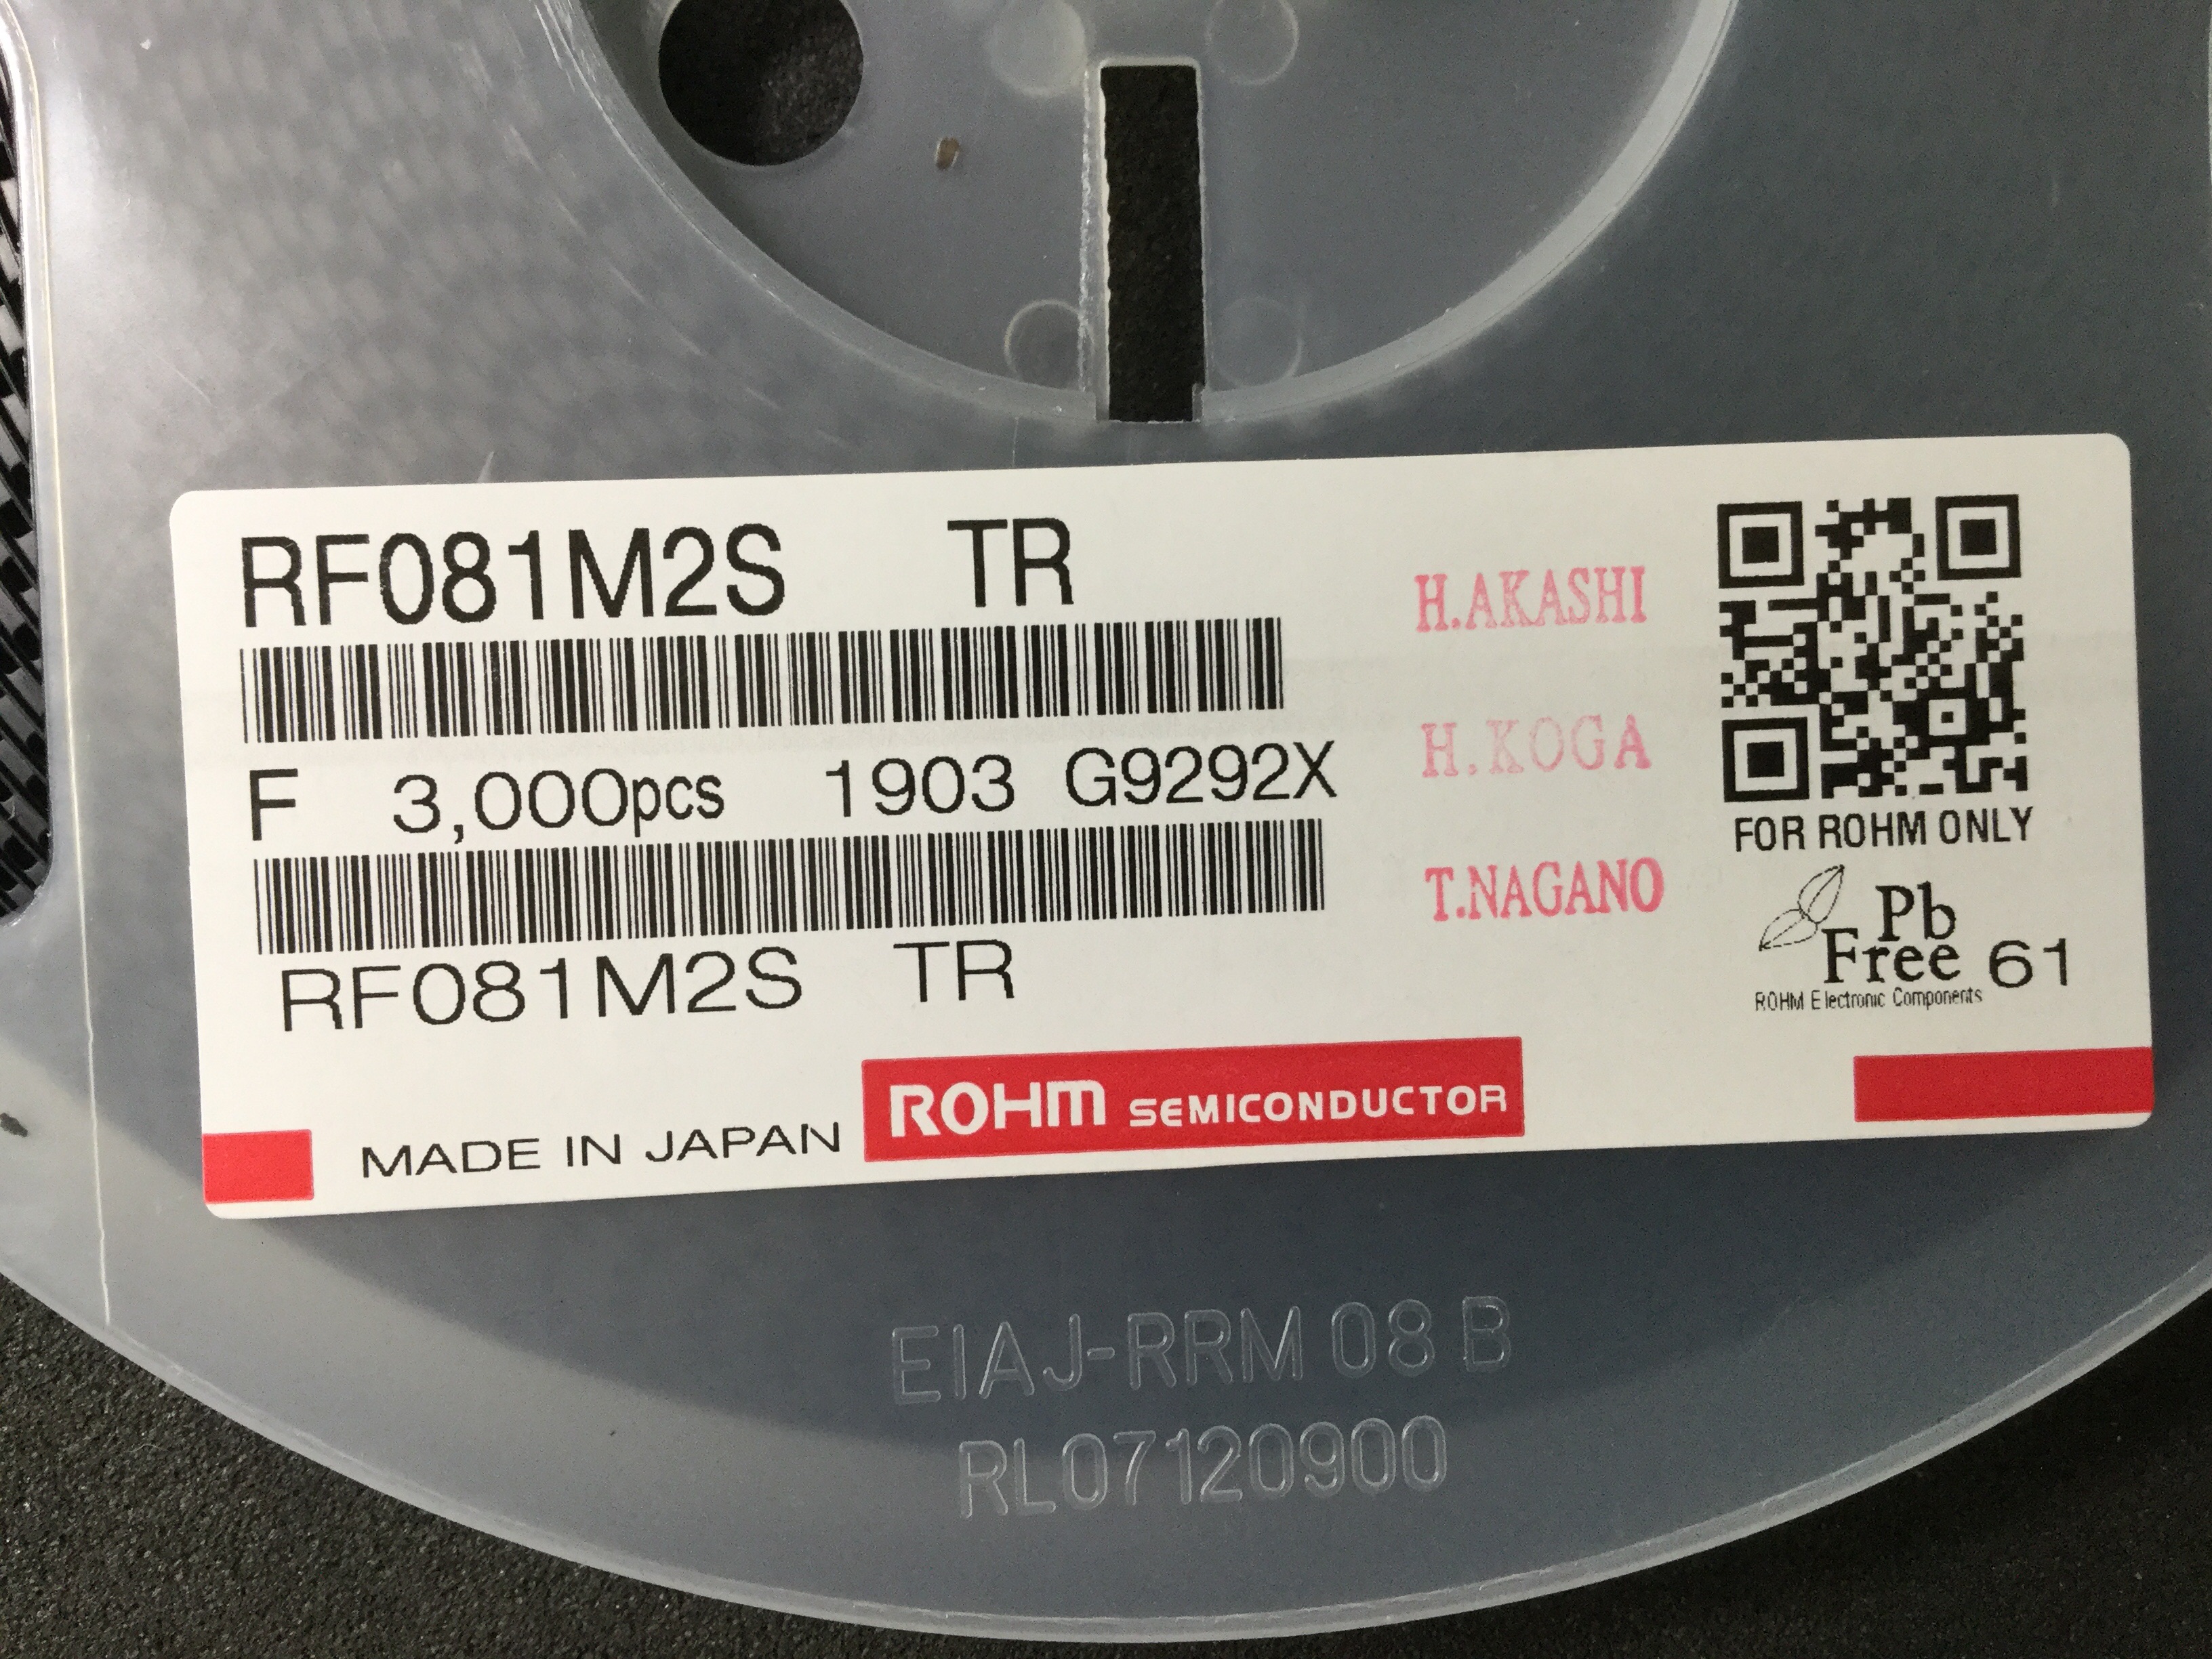 RF081M2S TR
H.AKASHI
F 3,000pcs 1903 G9292X
H.KOGA
FOR ROHM ONLY
T.NAGANO
Pb
Free 61
ROHM Electronic Components
RF081M2S TR
MADE IN JAPAN ROHM SEMICONDUCTOR
EIAJ-RRM 08 B
RL07120900